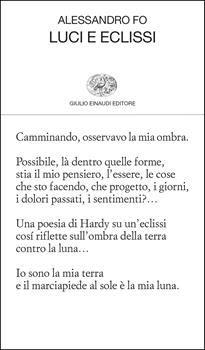 ALESSANDRO FO
LUCI E ECLISSI
GIULIO EINAUDI EDITORE
Camminando, osservavo la mia ombra.
Possibile, là dentro quelle forme,
stia il mio pensiero, l'essere, le cose
che sto facendo, che progetto, i giorni,
i dolori passati, i sentimenti?…
Una poesia di Hardy su un'eclissi
cosí riflette sull'ombra della terra
contro la luna…
Io sono la mia terra
e il marciapiede al sole è la mia luna.